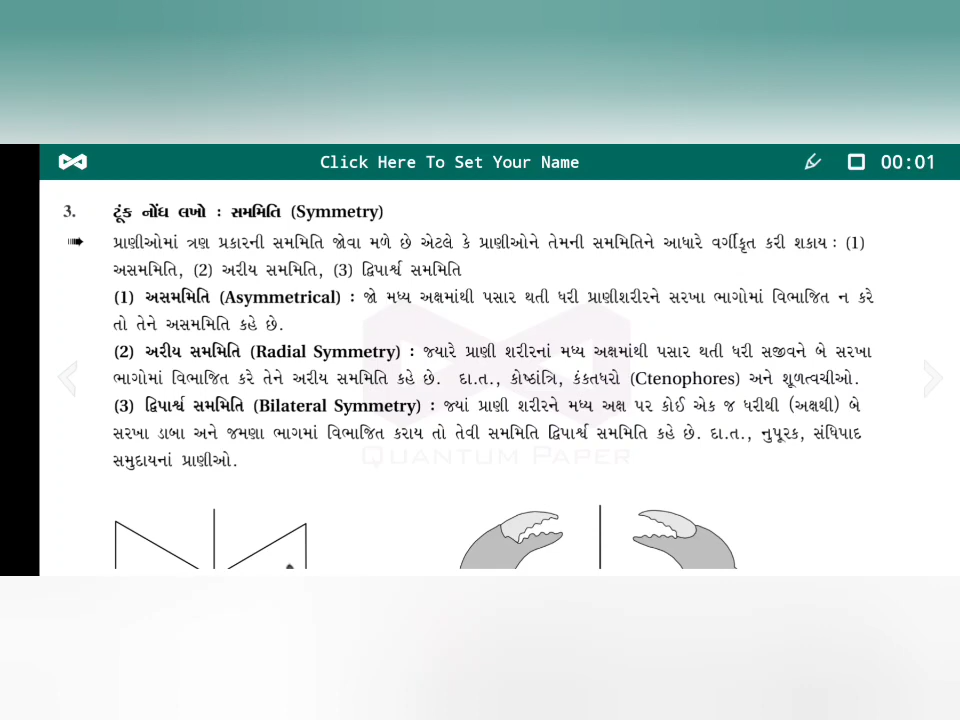 Click Here To Set Your Name
00:01
3. ટૂંક નોંધ લખો : સમમિતિ (Symmetry)
➠ પ્રાણીઓમાં ત્રણ પ્રકારની સમમિતિ જોવા મળે છે એટલે કે પ્રાણીઓને તેમની સમમિતિને આધારે વર્ગીકૃત કરી શકાય : (1)
અસમમિતિ, (2) અરીય સમમિતિ, (3) દ્વિપાર્શ્વ સમમિતિ
(1) અસમમિતિ (Asymmetrical) : જો મધ્ય અક્ષમાંથી પસાર થતી ધરી પ્રાણીશરીરને સરખા ભાગોમાં વિભાજિત ન કરે
તો તેને અસમમિતિ કહે છે.
(2) અરીય સમમિતિ (Radial Symmetry) : જ્યારે પ્રાણી શરીરનાં મધ્ય અક્ષમાંથી પસાર થતી ધરી સજીવને બે સરખા
ભાગોમાં વિભાજિત કરે તેને અરીય સમમિતિ કહે છે. દા.ત., કોષ્ઠાંત્રિ, કંકતધરો (Ctenophores) અને શૂળત્વચીઓ.
(3) દ્વિપાર્શ્વ સમમિતિ (Bilateral Symmetry) : જ્યાં પ્રાણી શરીરને મધ્ય અક્ષ પર કોઈ એક જ ધરીથી (અક્ષથી) બે
સરખા ડાબા અને જમણા ભાગમાં વિભાજિત કરાય તો તેવી સમમિતિ દ્વિપાર્શ્વ સમમિતિ કહે છે. દા.ત., નુપૂરક, સંધિપાદ
QUANTUM PAPER
સમુદાયનાં પ્રાણીઓ.